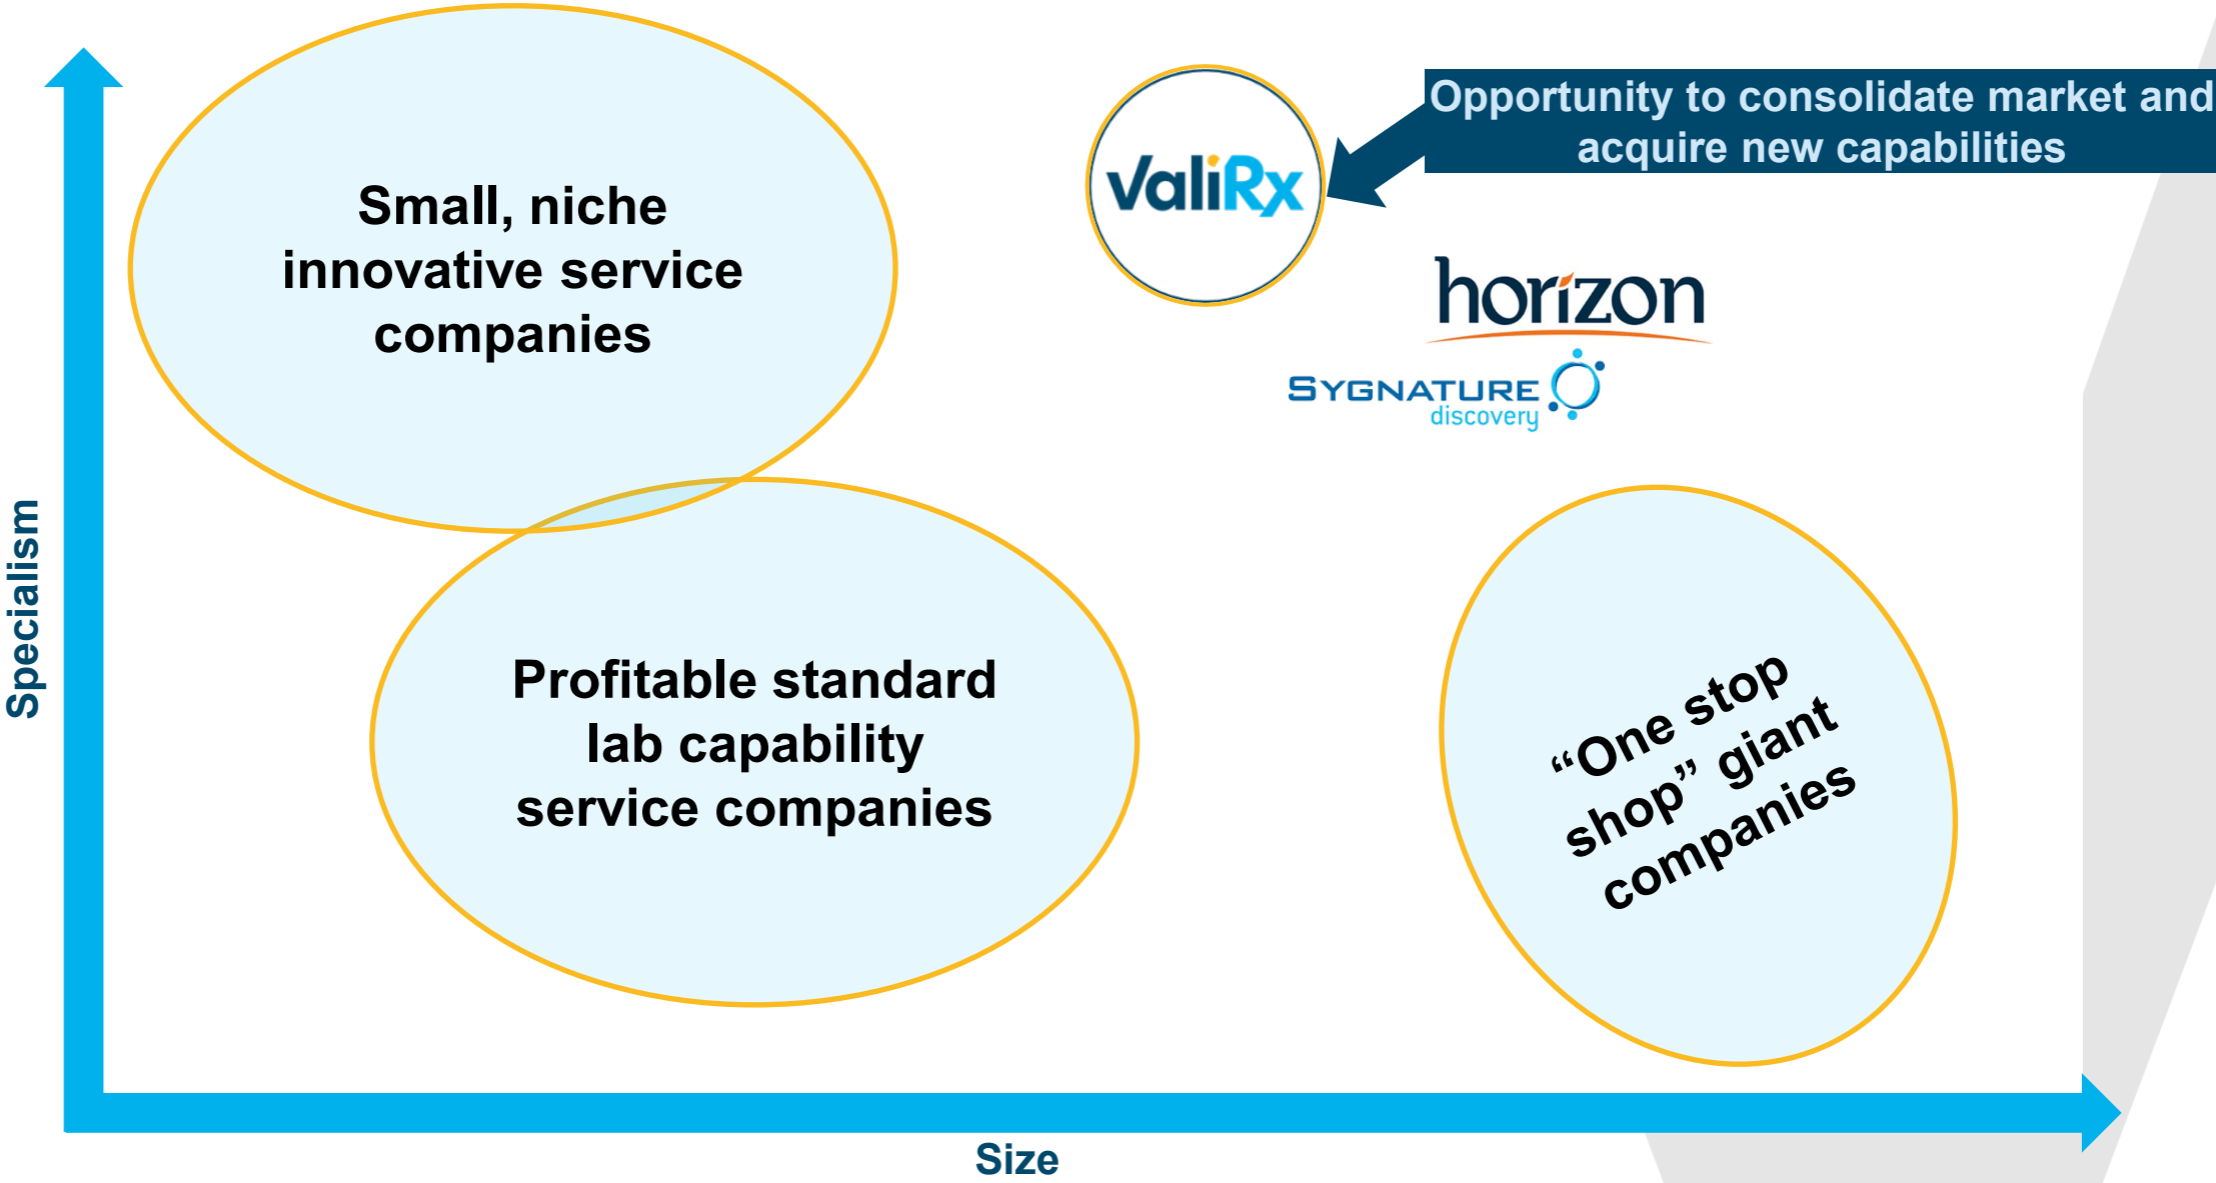 Opportunity to consolidate market and
acquire new capabilities
ValiRx
Small, niche
innovative service
companies
horizon
SYGNATURE
discovery
Specialism
Profitable standard
lab capability
service companies
“One stop
shop” giant
companies
Size